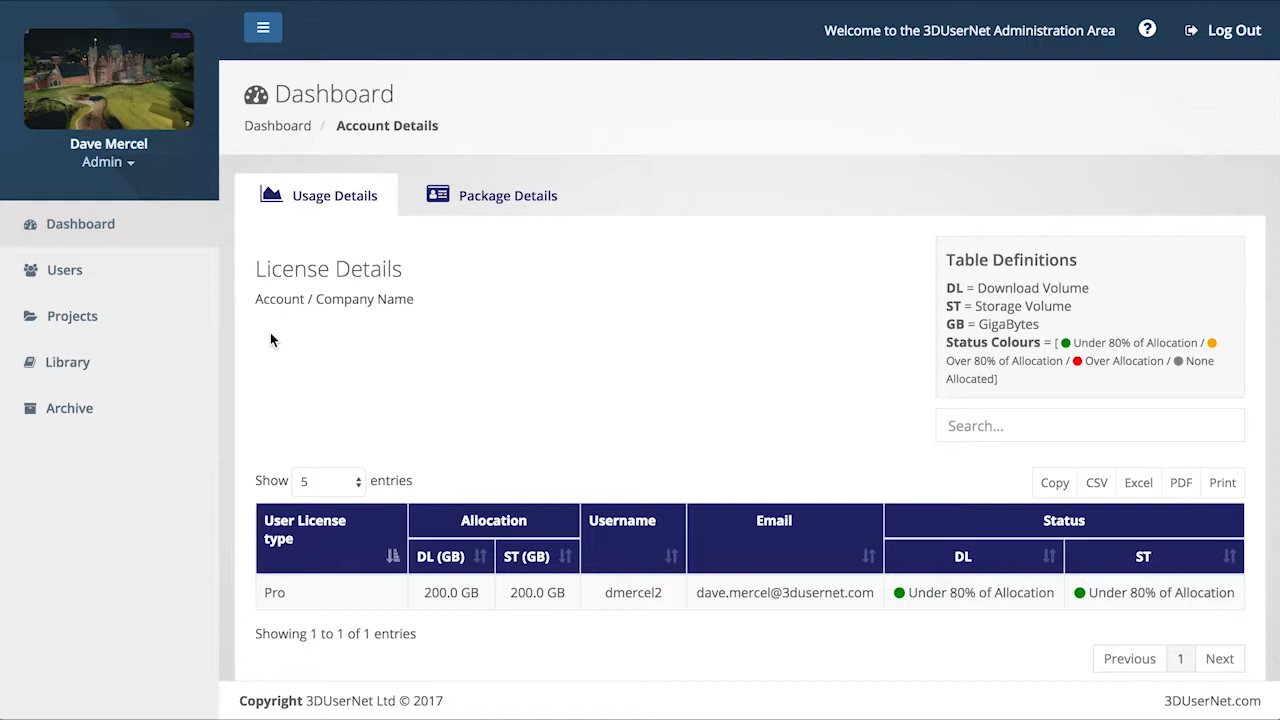 Welcome to the 3DUserNet Administration Area
Log Out
Dave Mercel
Admin
Dashboard
Users
Projects
Library
Archive
Dashboard
Dashboard / Account Details
Usage Details
Package Details
License Details
Account / Company Name
Table Definitions
DL = Download Volume
ST = Storage Volume
GB = GigaBytes
Status Colours = [ Under 80% of Allocation /
Over 80% of Allocation / Over Allocation / None
Allocated]
Search...
Show 5 entries
Copy CSV Excel PDF Print
User License
type
Allocation
Username
Email
Status
DL (GB) ST (GB) DL ST
Pro 200.0 GB 200.0 GB dmercel2 dave.mercel@3dusernet.com Under 80% of Allocation Under 80% of Allocation
Showing 1 to 1 of 1 entries
Previous 1 Next
Copyright 3DUserNet Ltd © 2017
3DUserNet.com